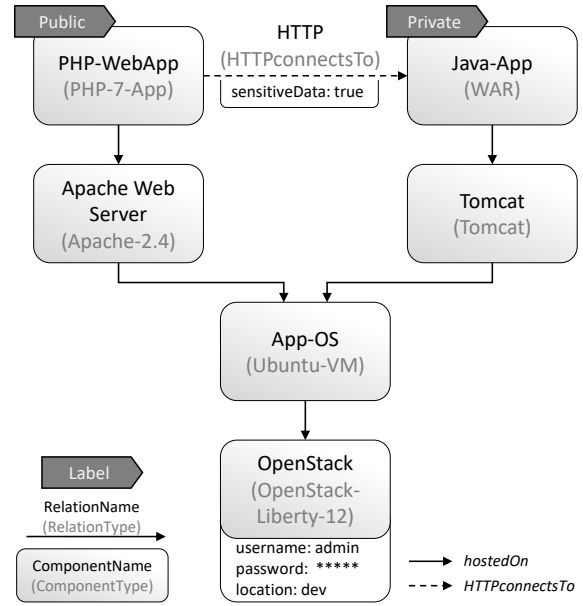 Public
HTTP
Private
PHP-WebApp
(PHP-7-App)
(HTTPconnectsTo)
sensitiveData: true
Java-App
(WAR)
Apache Web
Server
(Apache-2.4)
Tomcat
(Tomcat)
App-OS
(Ubuntu-VM)
OpenStack
(OpenStack-
Liberty-12)
username: admin
password: *****
location: dev
Label
RelationName
(RelationType)
ComponentName
(ComponentType)
hostedOn
HTTPconnectsTo